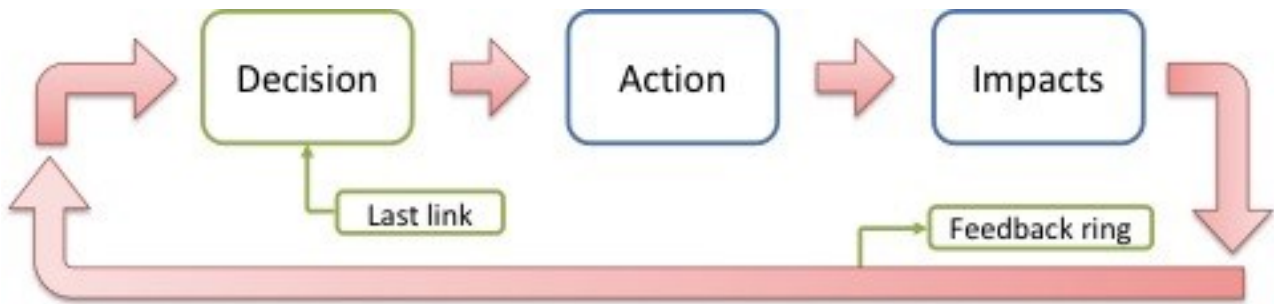 Decision
Action
Impacts
Last link
Feedback ring